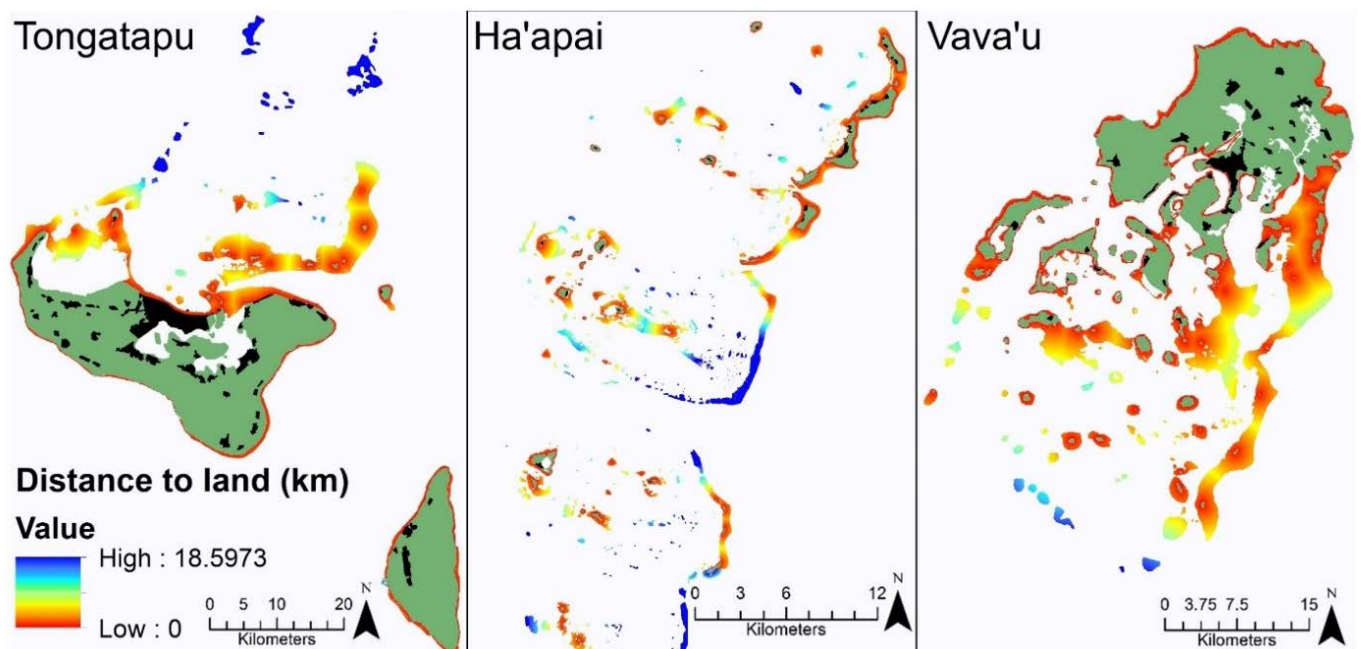 Tongatapu
Ha'apai
Vava'u
Distance to land (km)
Value
High : 18.5973
Low : 0
0 5 10 20
Kilometers
N
0 3 6 12
Kilometers
N
0 3.75 7.5 15
Kilometers
N